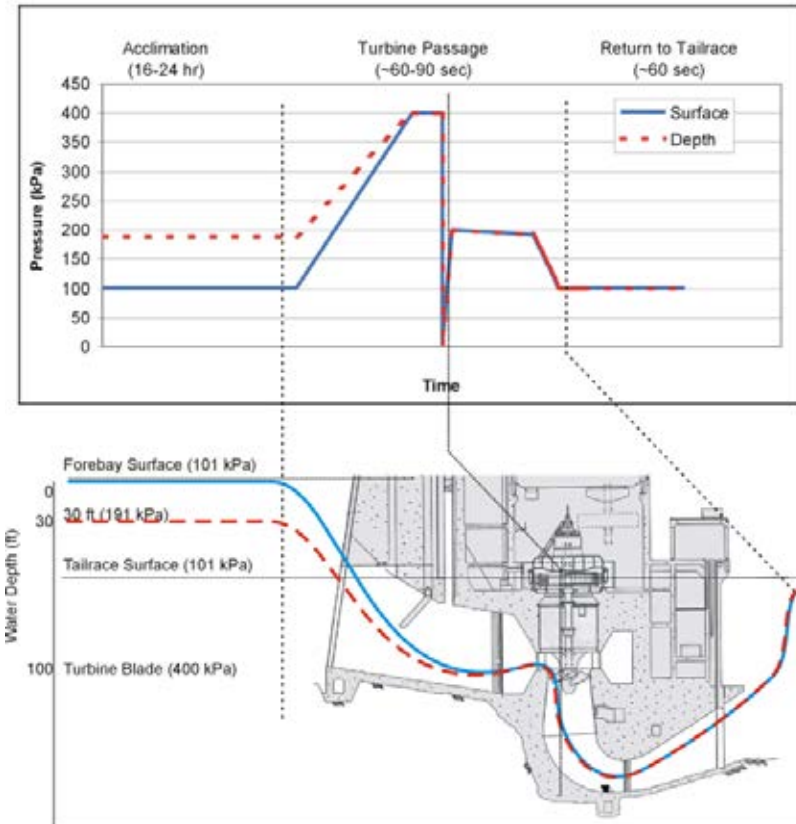 Acclimation
(16-24 hr)
Turbine Passage
(~60-90 sec)
Return to Tailrace
(~60 sec)
450
400
350
300
250
200
150
100
50
0
Pressure (kPa)
Surface
Depth
Time
Forebay Surface (101 kPa)
0
30 ft (191 kPa)
30
Tailrace Surface (101 kPa)
Water Depth (ft)
100
Turbine Blade (400 kPa)